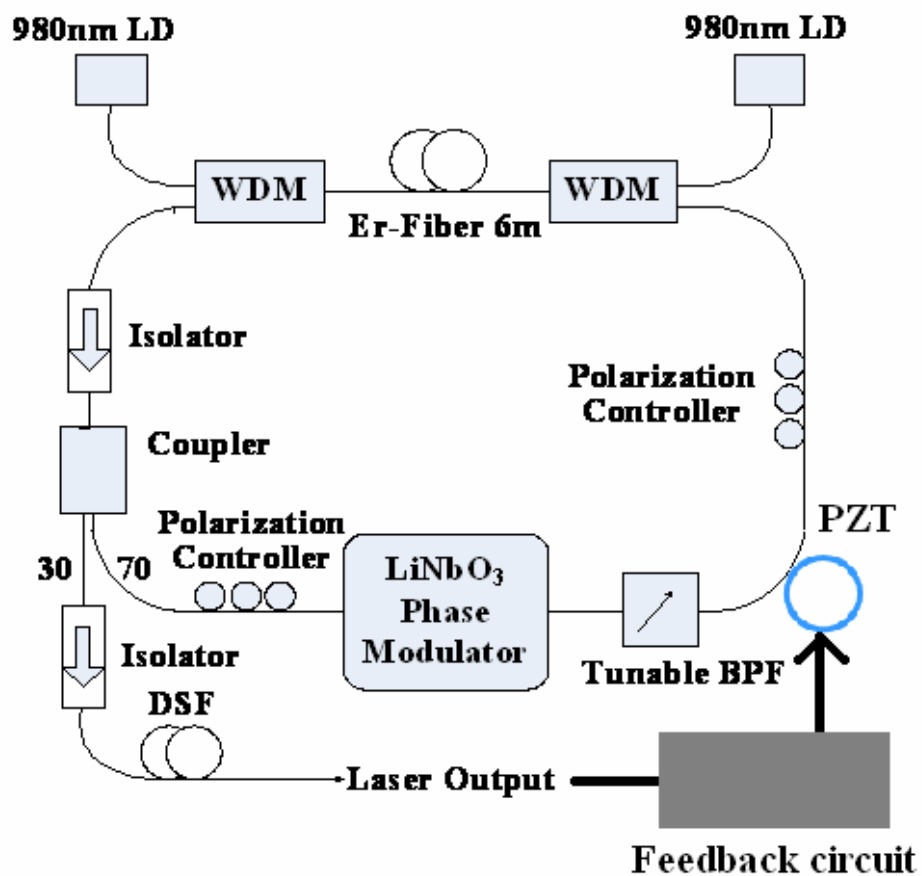 980nm LD
980nm LD
WDM
WDM
Er-Fiber 6m
Isolator
Polarization
Controller
Coupler
PZT
Polarization
Controller
30
70
LiNbO₃
Phase
Modulator
Isolator
Tunable BPF
DSF
Laser Output
Feedback circuit